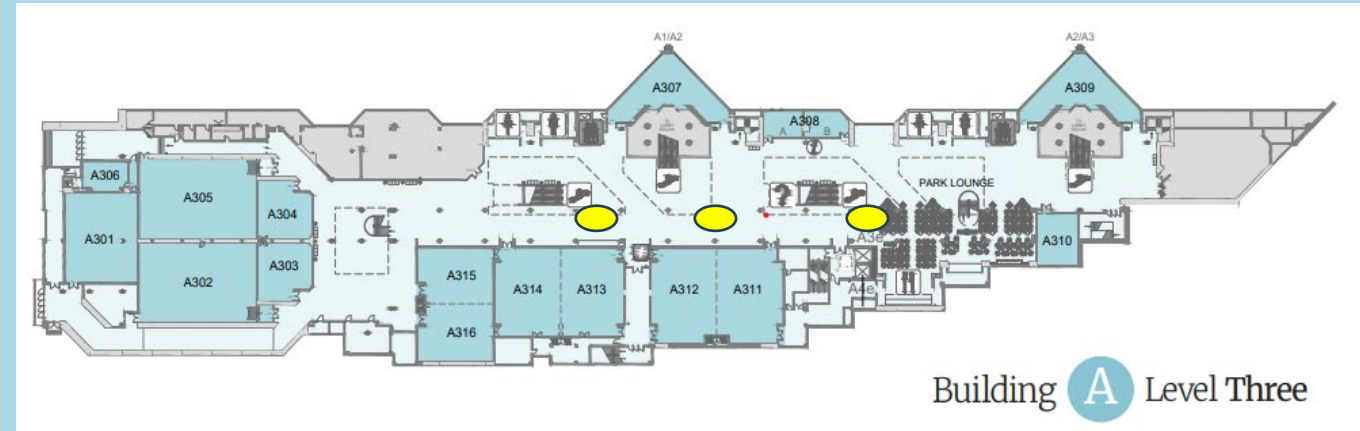 A1/A2
A2/A3
A307
A309
A308
A B
A306
A305
A304
A301
A302
A303
PARK LOUNGE
A310
A3e
A315
A314
A313
A312
A311
A4e
A316
Building A Level Three